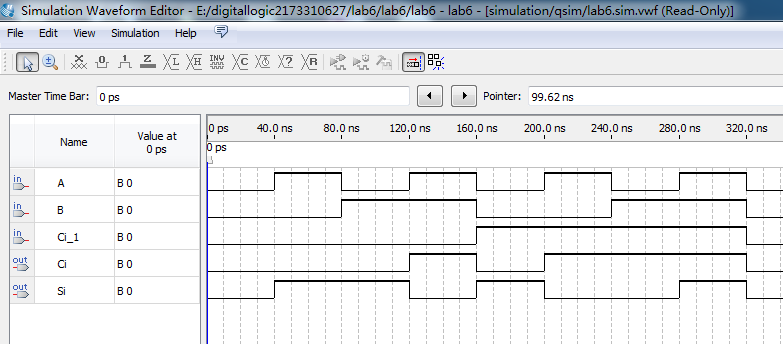 Simulation Waveform Editor - E:/digitallogic2173310627/lab6/lab6/lab6 - lab6 - [simulation/qsim/lab6.sim.vwf (Read-Only)]
File Edit View Simulation Help
Master Time Bar: 0 ps Pointer: 99.62 ns
Name Value at 0 ps
0 ps 40.0 ns 80.0 ns 120.0 ns 160.0 ns 200.0 ns 240.0 ns 280.0 ns 320.0 ns
0 ps
in A B 0
in B B 0
in Ci_1 B 0
out Ci B 0
out Si B 0